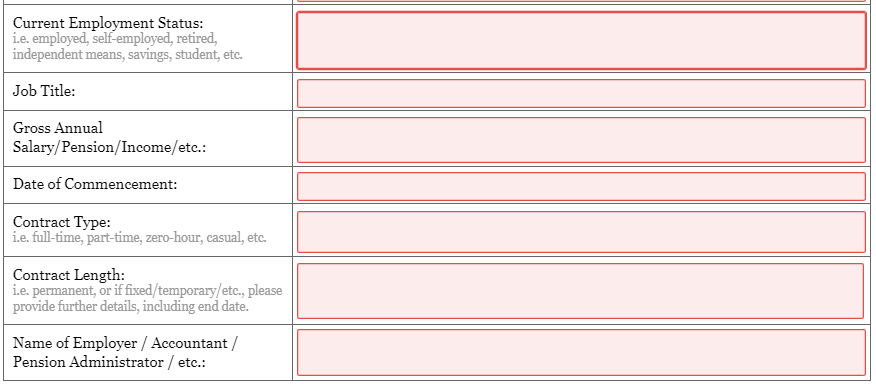 Current Employment Status:
i.e. employed, self-employed, retired,
independent means, savings, student, etc.
Job Title:
Gross Annual
Salary/Pension/Income/etc.:
Date of Commencement:
Contract Type:
i.e. full-time, part-time, zero-hour, casual, etc.
Contract Length:
i.e. permanent, or if fixed/temporary/etc., please
provide further details, including end date.
Name of Employer / Accountant /
Pension Administrator / etc.: